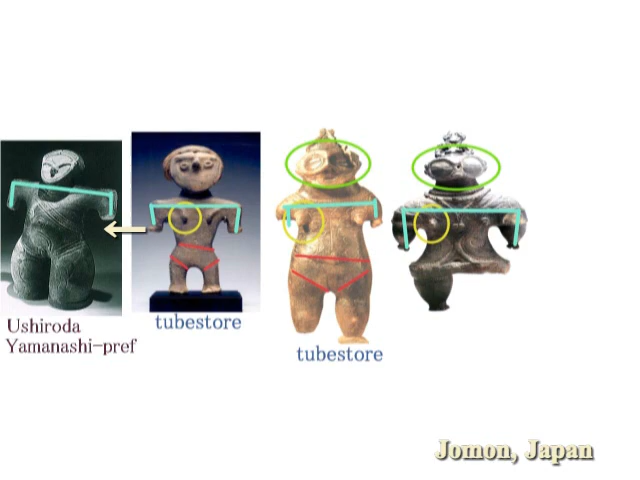 Ushiroda
Yamanashi-pref
tubestore
tubestore
Jomon, Japan